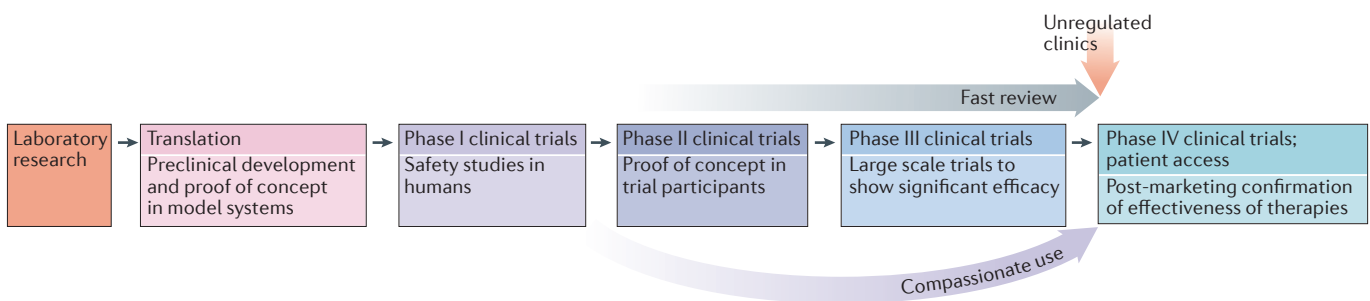 Unregulated
clinics
Fast review
Laboratory
research
Translation
Preclinical development
and proof of concept
in model systems
Phase I clinical trials
Safety studies in
humans
Phase II clinical trials
Proof of concept in
trial participants
Phase III clinical trials
Large scale trials to
show significant efficacy
Phase IV clinical trials;
patient access
Post-marketing confirmation
of effectiveness of therapies
Compassionate use